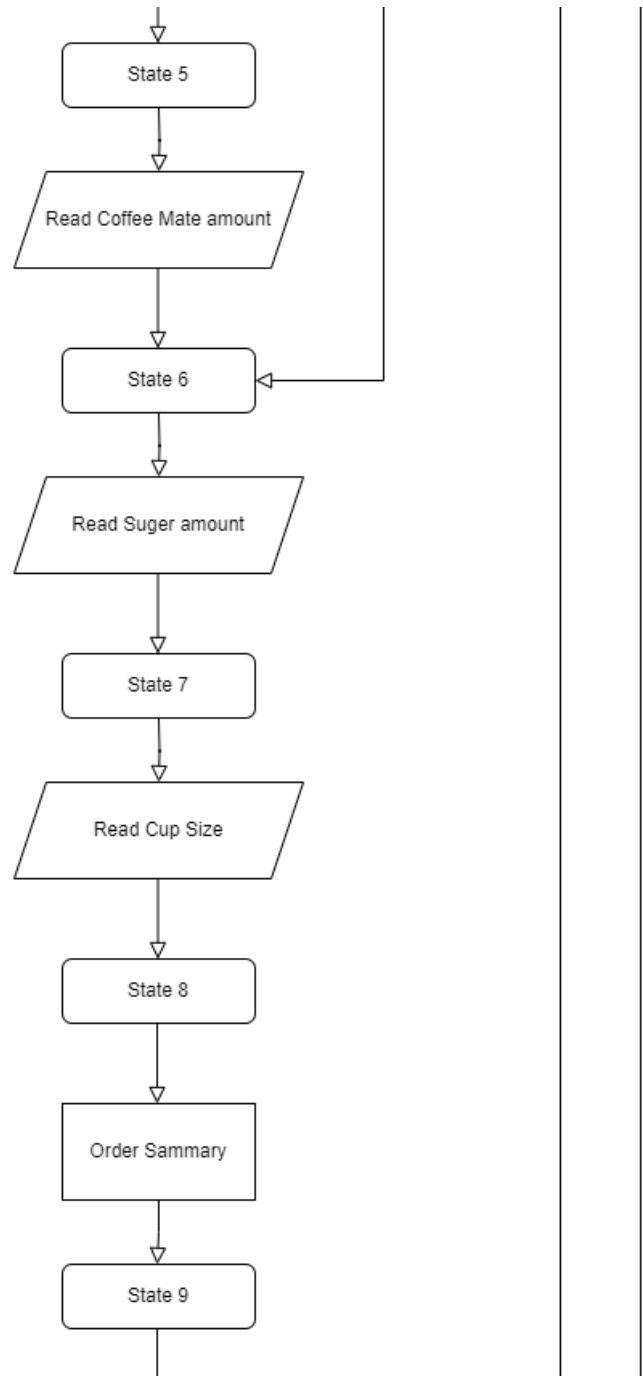 State 5
Read Coffee Mate amount
State 6
Read Suger amount
State 7
Read Cup Size
State 8
Order Sammary
State 9